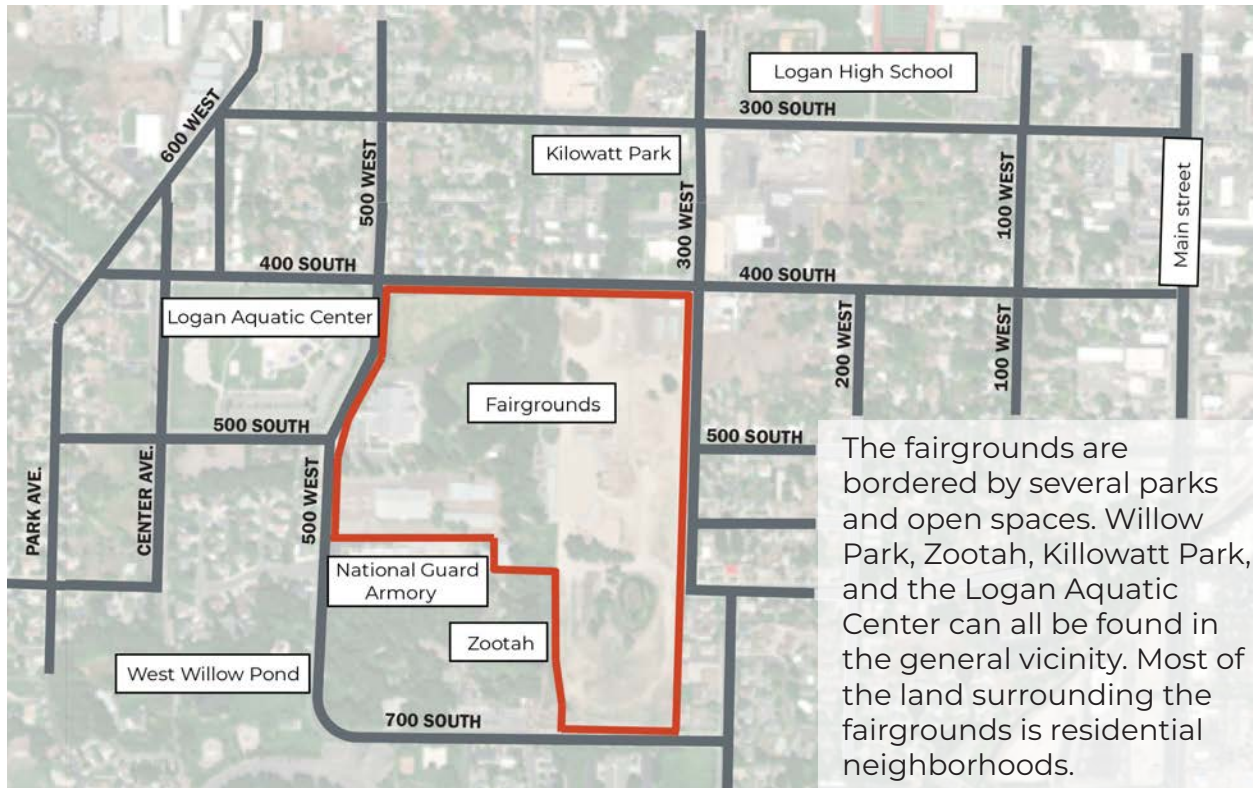 Logan High School
300 SOUTH
600 WEST
Kilowatt Park
500 WEST
300 WEST
100 WEST
Main street
400 SOUTH
400 SOUTH
Logan Aquatic Center
200 WEST
100 WEST
Fairgrounds
500 SOUTH
500 SOUTH
PARK AVE.
CENTER AVE.
500 WEST
National Guard
Armory
Zootah
West Willow Pond
700 SOUTH
The fairgrounds are
bordered by several parks
and open spaces. Willow
Park, Zootah, Killowatt Park,
and the Logan Aquatic
Center can all be found in
the general vicinity. Most of
the land surrounding the
fairgrounds is residential
neighborhoods.